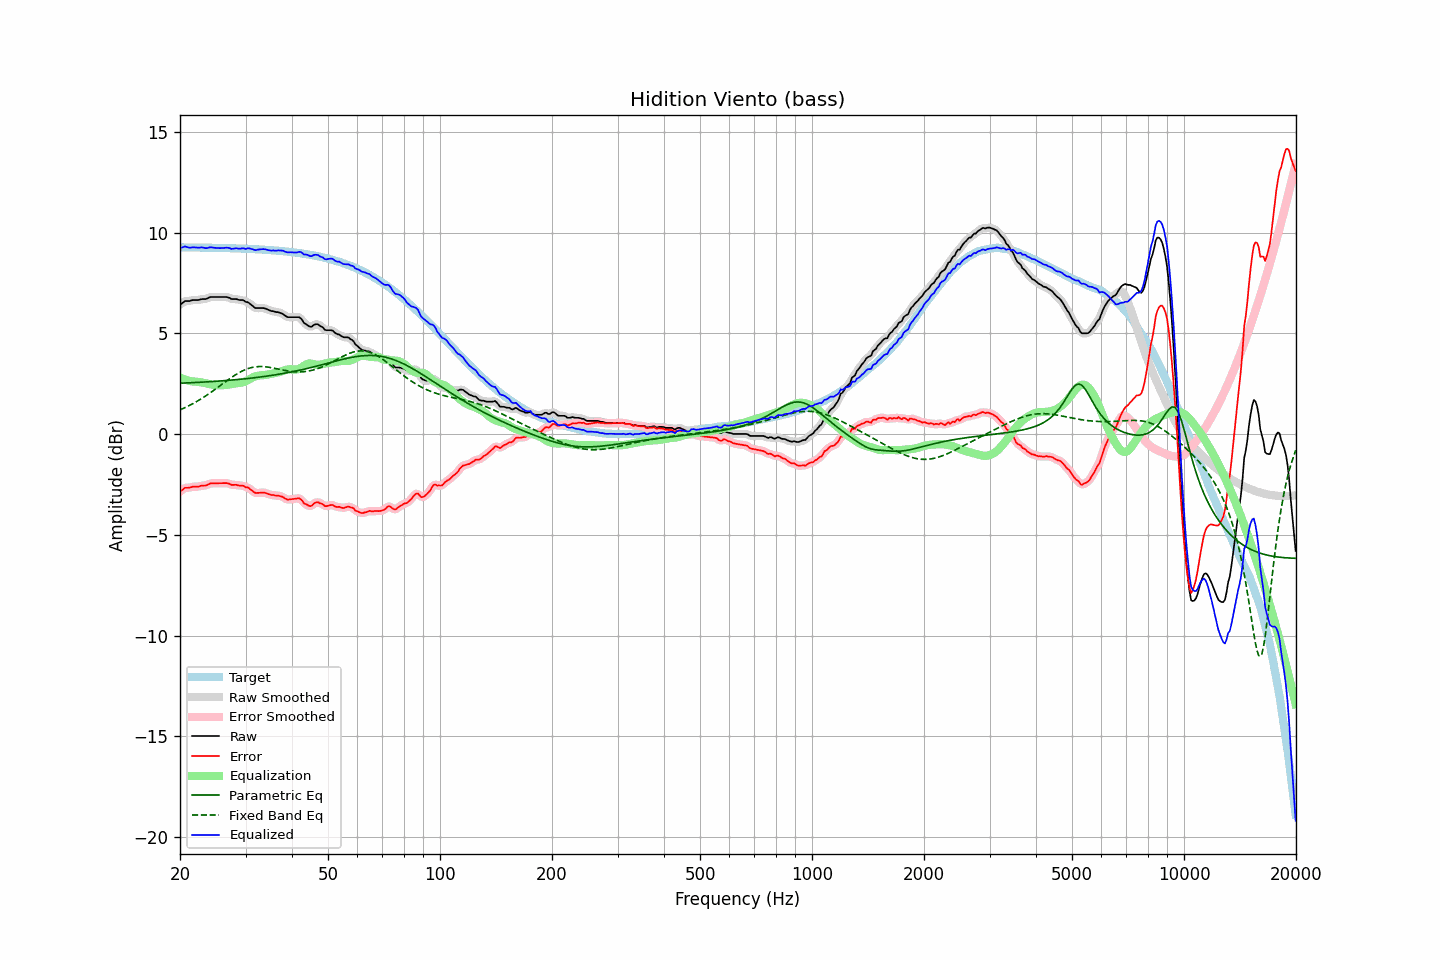 Hidition Viento (bass)
Amplitude (dBr)
15
10
5
0
−5
−10
−15
−20
Target
Raw Smoothed
Error Smoothed
Raw
Error
Equalization
Parametric Eq
Fixed Band Eq
Equalized
20 50 100 200 500 1000 2000 5000 10000 20000
Frequency (Hz)